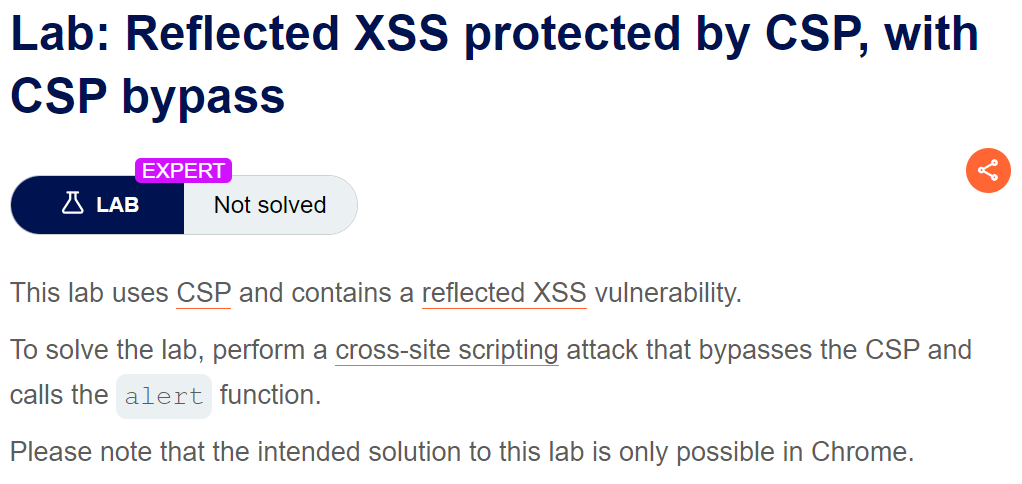 Lab: Reflected XSS protected by CSP, with
CSP bypass
EXPERT
LAB
Not solved
This lab uses CSP and contains a reflected XSS vulnerability.
To solve the lab, perform a cross-site scripting attack that bypasses the CSP and
calls the alert function.
Please note that the intended solution to this lab is only possible in Chrome.